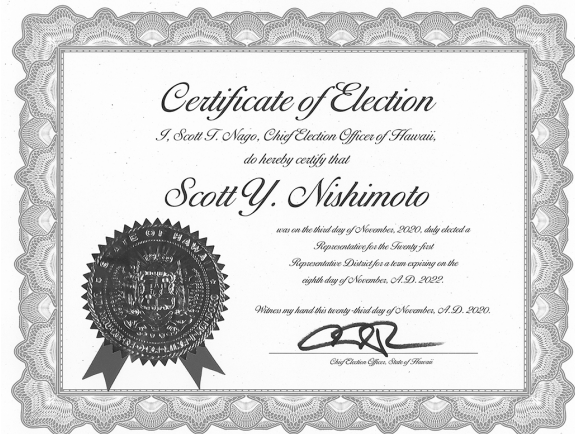 Certificate of Election
I, Scott T. Nago, Chief Election Officer of Hawaii,
do hereby certify that
Scott Y. Nishimoto
was on the third day of November, 2020, duly elected a
Representative for the Twenty-first
Representative District for a term expiring on the
eighth day of November, A.D. 2022.
Witness my hand this twenty-third day of November, A.D. 2020.
Chief Election Officer, State of Hawaii
STATE OF HAWAII